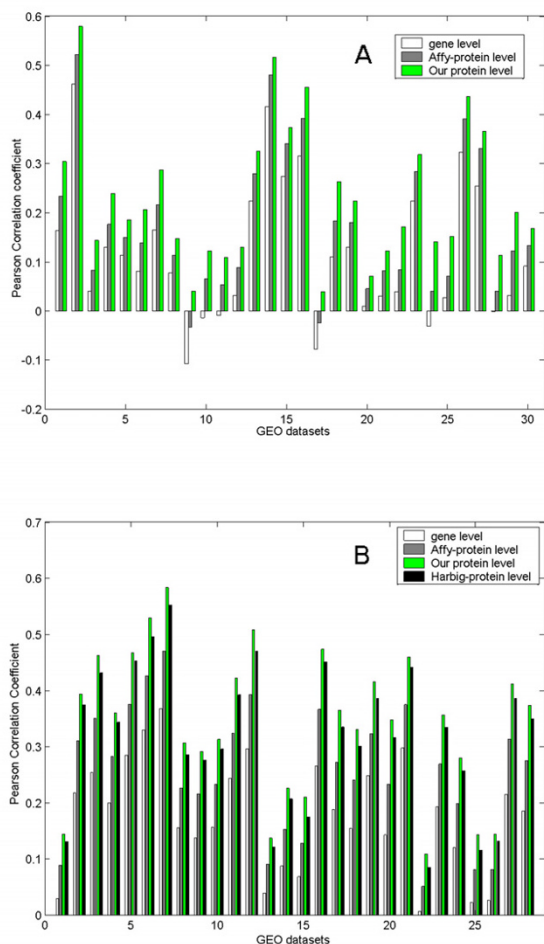 A
gene level
Affy-protein level
Our protein level
Pearson Correlation coefficient
0.6
0.5
0.4
0.3
0.2
0.1
0
-0.1
-0.2
0 5 10 15 20 25 30
GEO datasets
B
gene level
Affy-protein level
Our protein level
Harbig-protein level
Pearson Correlation Coefficient
0.7
0.6
0.5
0.4
0.3
0.2
0.1
0
0 5 10 15 20 25
GEO datasets